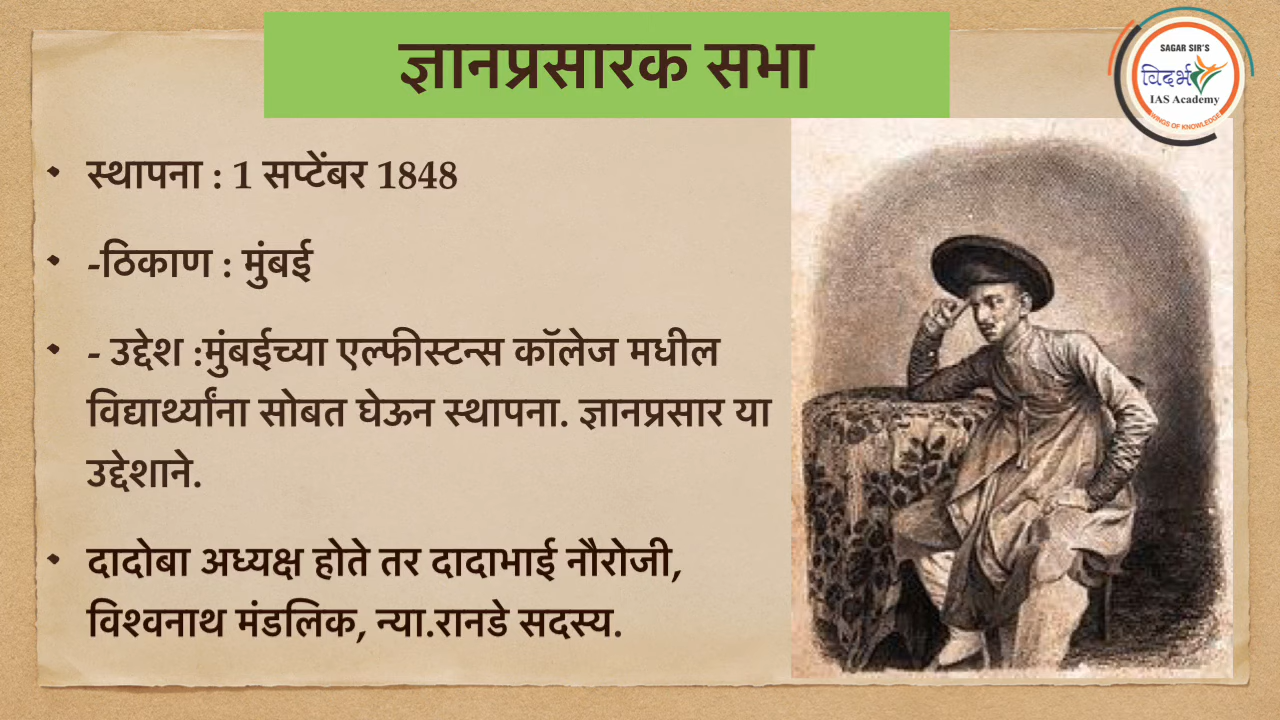 ज्ञानप्रसारक सभा
SAGAR SIR'S
विदर्भ
IAS Academy
WINGS OF KNOWLEDGE
• स्थापना : 1 सप्टेंबर 1848
• -ठिकाण : मुंबई
• - उद्देश :मुंबईच्या एल्फीस्टन्स कॉलेज मधील
विद्यार्थ्यांना सोबत घेऊन स्थापना. ज्ञानप्रसार या
उद्देशाने.
• दादोबा अध्यक्ष होते तर दादाभाई नौरोजी,
विश्वनाथ मंडलिक, न्या.रानडे सदस्य.